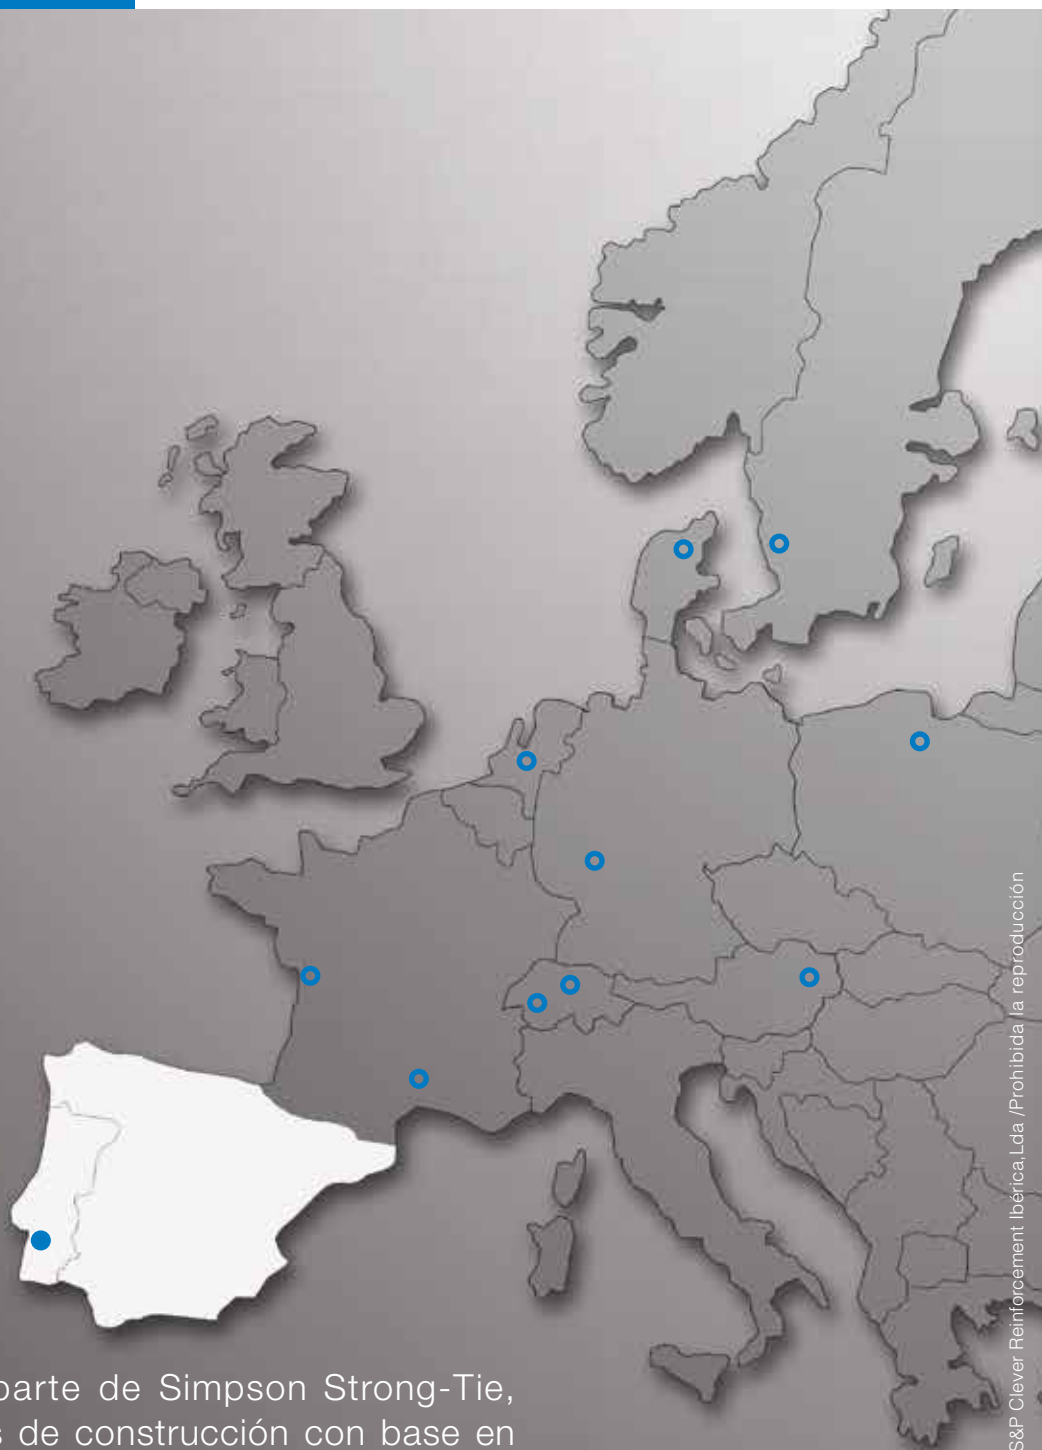 parte de Simpson Strong-Tie,
s de construcción con base en
S&P Clever Reinforcement Ibérica,Lda /Prohibida la reproducción